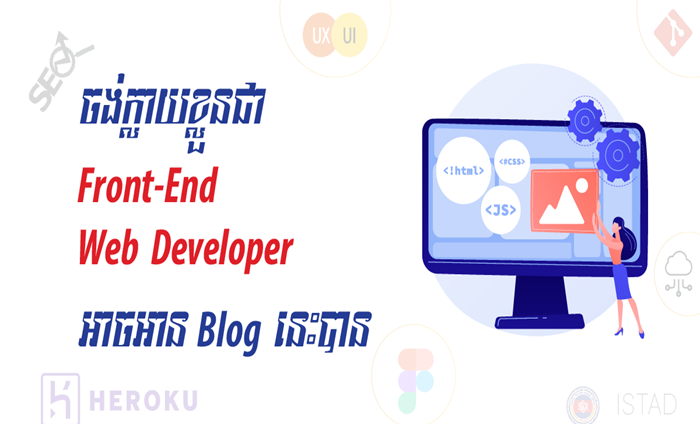 SEO
UX UI
ចង់ក្លាយខ្លួនជា
Front-End
Web Developer
អាចអាន Blog នេះបាន
<!html>
<#CSS>
<JS>
HEROKU
ISTAD